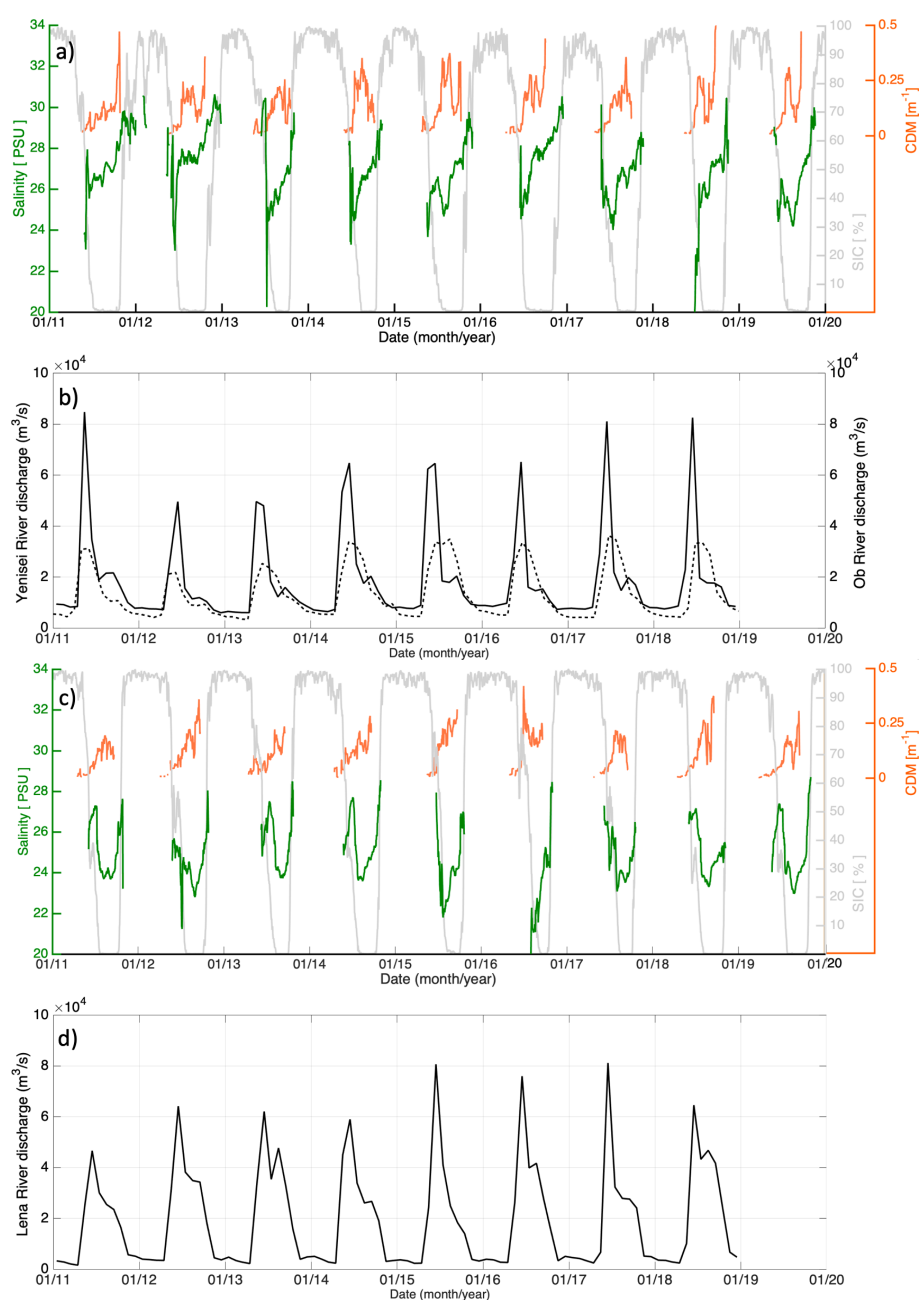 a)
34
32
30
28
26
24
22
20
Salinity [ PSU ]
100
90
80
70
60
50
40
30
20
10
SIC [ % ]
0.5
0.25
0
CDM [m-1]
01/11 01/12 01/13 01/14 01/15 01/16 01/17 01/18 01/19 01/20
Date (month/year)
b)
×10⁴ ×10⁴
10
8
6
4
2
0
Yenisei River discharge (m³/s)
10
8
6
4
2
0
Ob River discharge (m³/s)
01/11 01/12 01/13 01/14 01/15 01/16 01/17 01/18 01/19 01/20
Date (month/year)
c)
34
32
30
28
26
24
22
20
Salinity [ PSU ]
100
90
80
70
60
50
40
30
20
10
SIC [ % ]
0.5
0.25
0
CDM [m⁻¹]
01/11 01/12 01/13 01/14 01/15 01/16 01/17 01/18 01/19 01/20
Date (month/year)
d)
×10⁴
10
8
6
4
2
0
Lena River discharge (m³/s)
01/11 01/12 01/13 01/14 01/15 01/16 01/17 01/18 01/19 01/20
Date (month/year)